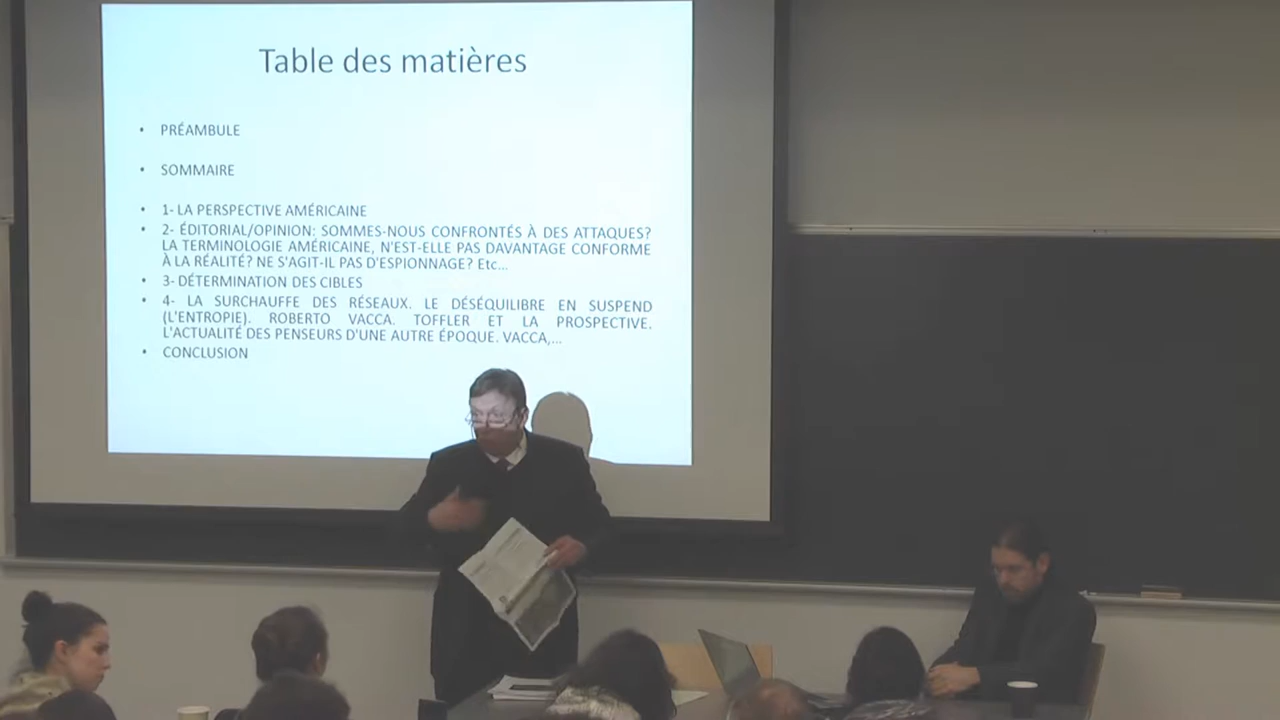 Table des matières
• PRÉAMBULE
• SOMMAIRE
• 1- LA PERSPECTIVE AMÉRICAINE
• 2- ÉDITORIAL/OPINION: SOMMES-NOUS CONFRONTÉS À DES ATTAQUES?
LA TERMINOLOGIE AMÉRICAINE, N'EST-ELLE PAS DAVANTAGE CONFORME
À LA RÉALITÉ? NE S'AGIT-IL PAS D'ESPIONNAGE? Etc...
• 3- DÉTERMINATION DES CIBLES
• 4- LA SURCHAUFFE DES RÉSEAUX. LE DÉSÉQUILIBRE EN SUSPEND
(L'ENTROPIE). ROBERTO VACCA. TOFFLER ET LA PROSPECTIVE.
L'ACTUALITÉ DES PENSEURS D'UNE AUTRE ÉPOQUE. VACCA,...
• CONCLUSION